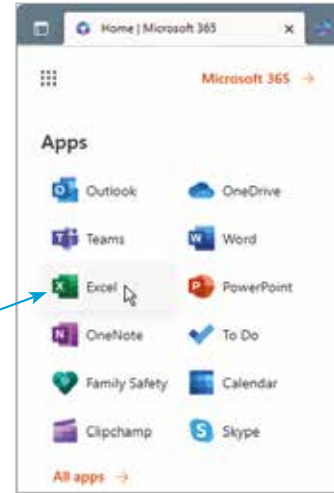 Home | Microsoft 365
Microsoft 365 →
Apps
Outlook OneDrive
Teams Word
Excel PowerPoint
OneNote To Do
Family Safety Calendar
Clipchamp Skype
All apps →